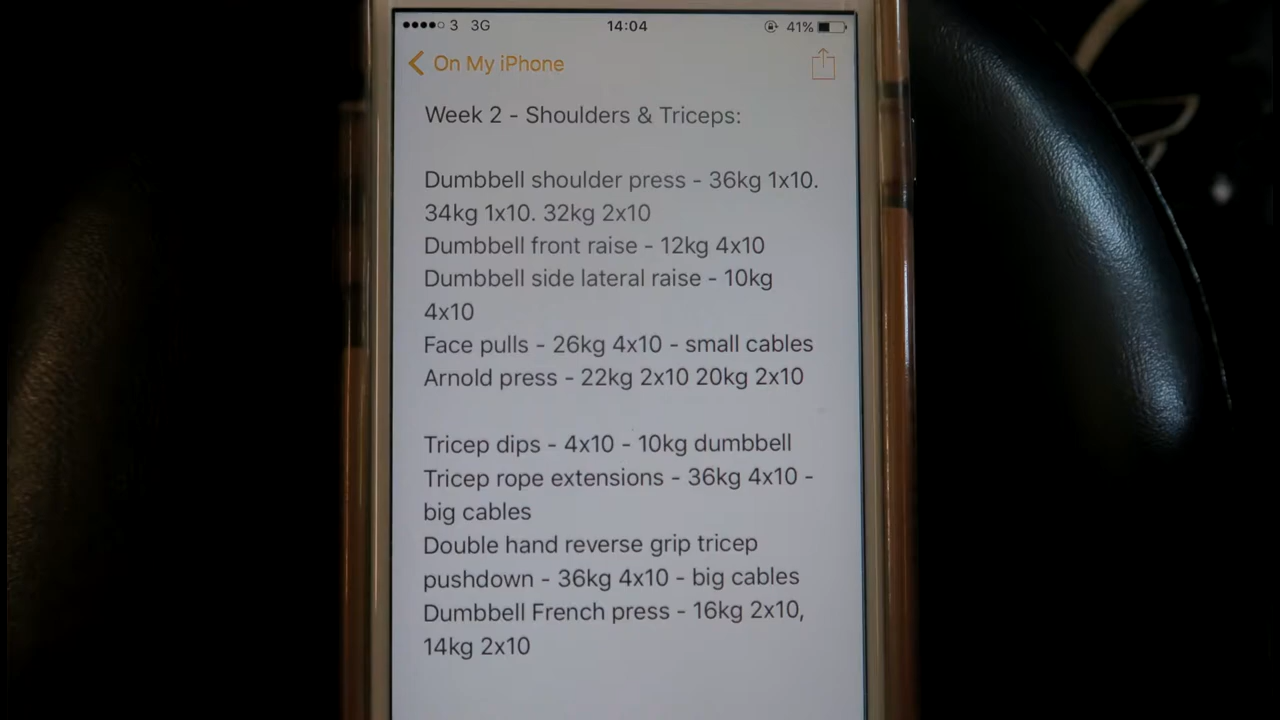 3 3G 14:04 41%
On My iPhone
Week 2 - Shoulders & Triceps:
Dumbbell shoulder press - 36kg 1x10.
34kg 1x10. 32kg 2x10
Dumbbell front raise - 12kg 4x10
Dumbbell side lateral raise - 10kg
4x10
Face pulls - 26kg 4x10 - small cables
Arnold press - 22kg 2x10 20kg 2x10
Tricep dips - 4x10 - 10kg dumbbell
Tricep rope extensions - 36kg 4x10 -
big cables
Double hand reverse grip tricep
pushdown - 36kg 4x10 - big cables
Dumbbell French press - 16kg 2x10,
14kg 2x10